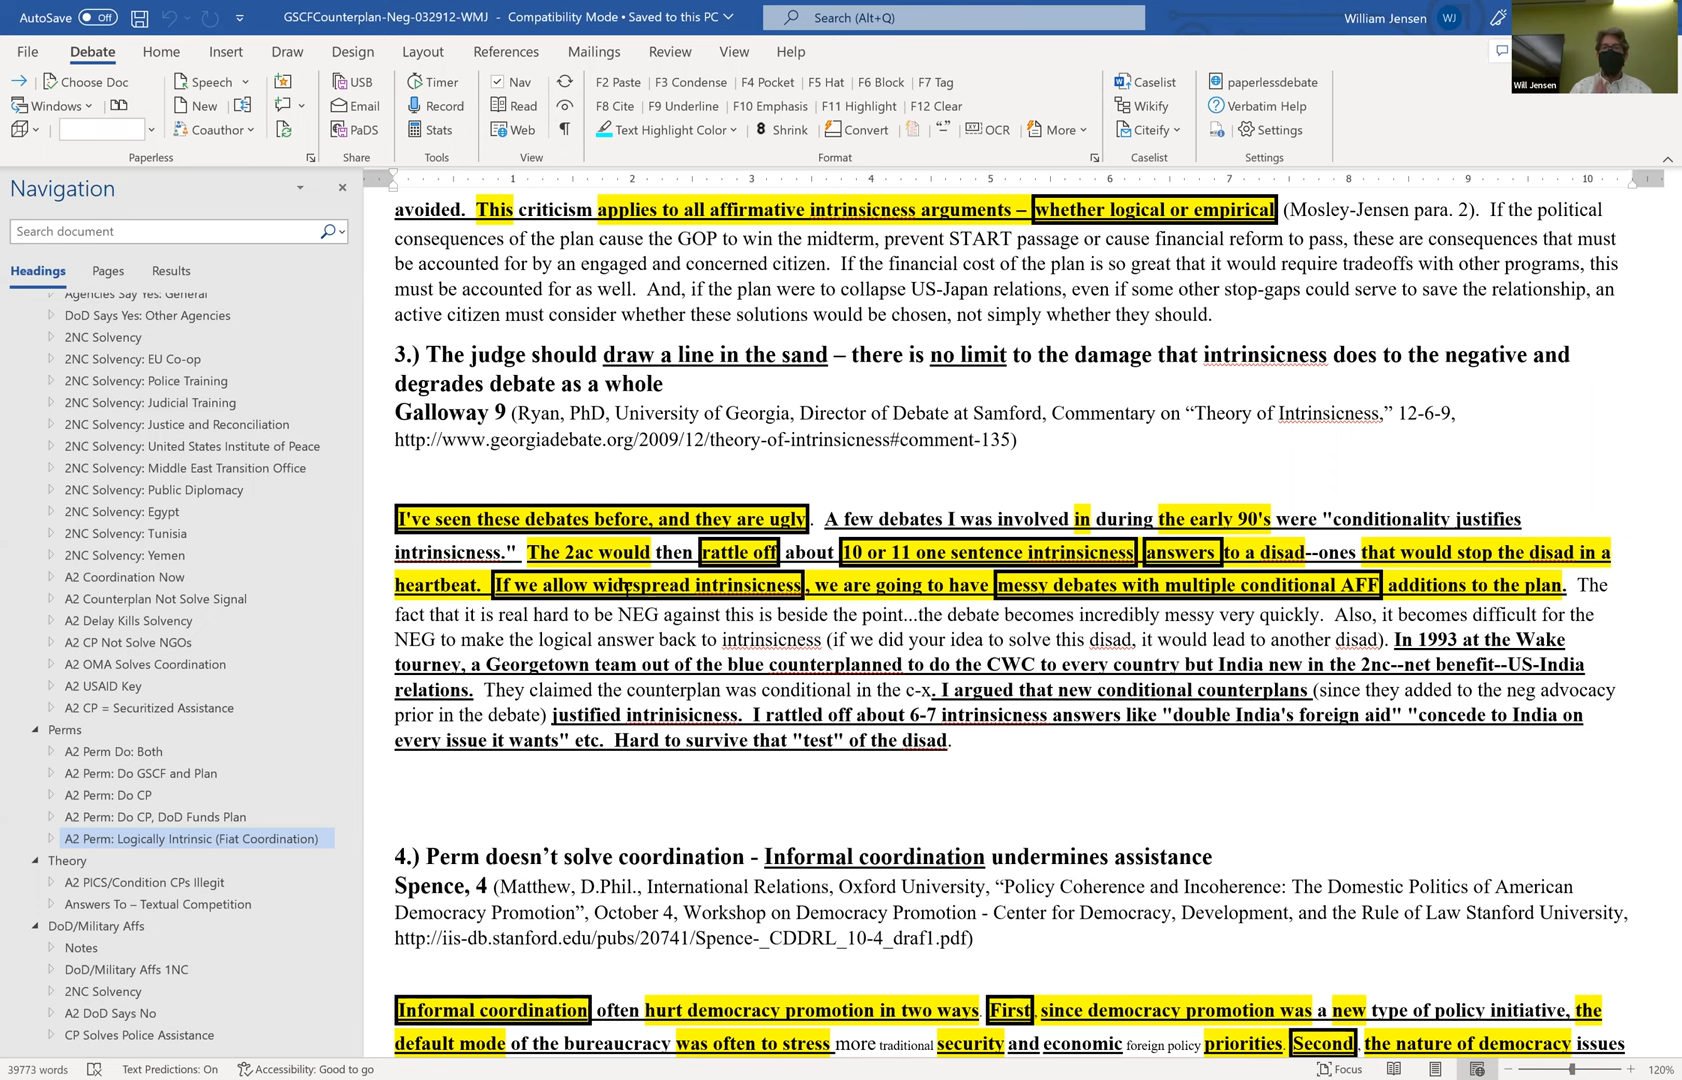 AutoSave Off GSCFCounterplan-Neg-032912-WMJ - Compatibility Mode • Saved to this PC Search (Alt+Q) William Jensen WJ
File Debate Home Insert Draw Design Layout References Mailings Review View Help
Will Jensen
Choose Doc Speech USB Timer Nav F2 Paste F3 Condense F4 Pocket F5 Hat F6 Block F7 Tag Caselist paperlessdebate
Windows New Email Record Read F8 Cite F9 Underline F10 Emphasis F11 Highlight F12 Clear Wikify Verbatim Help
Coauthor PaDS Stats Web Text Highlight Color 8 Shrink Convert OCR More Citeify Settings
Paperless Share Tools View Format Caselist Settings
Navigation
Search document
Headings Pages Results
Agencies Say Yes: General
DoD Says Yes: Other Agencies
2NC Solvency
2NC Solvency: EU Co-op
2NC Solvency: Police Training
2NC Solvency: Judicial Training
2NC Solvency: Justice and Reconciliation
2NC Solvency: United States Institute of Peace
2NC Solvency: Middle East Transition Office
2NC Solvency: Public Diplomacy
2NC Solvency: Egypt
2NC Solvency: Tunisia
2NC Solvency: Yemen
A2 Coordination Now
A2 Counterplan Not Solve Signal
A2 Delay Kills Solvency
A2 CP Not Solve NGOs
A2 OMA Solves Coordination
A2 USAID Key
A2 CP = Securitized Assistance
Perms
A2 Perm Do: Both
A2 Perm: Do GSCF and Plan
A2 Perm: Do CP
A2 Perm: Do CP, DoD Funds Plan
A2 Perm: Logically Intrinsic (Fiat Coordination)
Theory
A2 PICS/Condition CPs Illegit
Answers To – Textual Competition
DoD/Military Affs
Notes
DoD/Military Affs 1NC
2NC Solvency
A2 DoD Says No
CP Solves Police Assistance
1 2 3 4 5 6 7 8 9 10
avoided. This criticism applies to all affirmative intrinsicness arguments – whether logical or empirical (Mosley-Jensen para. 2). If the political
consequences of the plan cause the GOP to win the midterm, prevent START passage or cause financial reform to pass, these are consequences that must
be accounted for by an engaged and concerned citizen. If the financial cost of the plan is so great that it would require tradeoffs with other programs, this
must be accounted for as well. And, if the plan were to collapse US-Japan relations, even if some other stop-gaps could serve to save the relationship, an
active citizen must consider whether these solutions would be chosen, not simply whether they should.
3.) The judge should draw a line in the sand – there is no limit to the damage that intrinsicness does to the negative and
degrades debate as a whole
Galloway 9 (Ryan, PhD, University of Georgia, Director of Debate at Samford, Commentary on “Theory of Intrinsicness,” 12-6-9,
http://www.georgiadebate.org/2009/12/theory-of-intrinsicness#comment-135)
I've seen these debates before, and they are ugly. A few debates I was involved in during the early 90's were "conditionality justifies
intrinsicness." The 2ac would then rattle off about 10 or 11 one sentence intrinsicness answers to a disad--ones that would stop the disad in a
heartbeat. If we allow widespread intrinsicness, we are going to have messy debates with multiple conditional AFF additions to the plan. The
fact that it is real hard to be NEG against this is beside the point...the debate becomes incredibly messy very quickly. Also, it becomes difficult for the
NEG to make the logical answer back to intrinsicness (if we did your idea to solve this disad, it would lead to another disad). In 1993 at the Wake
tourney, a Georgetown team out of the blue counterplanned to do the CWC to every country but India new in the 2nc--net benefit--US-India
relations. They claimed the counterplan was conditional in the c-x. I argued that new conditional counterplans (since they added to the neg advocacy
prior in the debate) justified intrinisicness. I rattled off about 6-7 intrinsicness answers like "double India's foreign aid" "concede to India on
every issue it wants" etc. Hard to survive that "test" of the disad.
4.) Perm doesn’t solve coordination - Informal coordination undermines assistance
Spence, 4 (Matthew, D.Phil., International Relations, Oxford University, “Policy Coherence and Incoherence: The Domestic Politics of American
Democracy Promotion”, October 4, Workshop on Democracy Promotion - Center for Democracy, Development, and the Rule of Law Stanford University,
http://iis-db.stanford.edu/pubs/20741/Spence-_CDDRL_10-4_draf1.pdf)
Informal coordination often hurt democracy promotion in two ways. First, since democracy promotion was a new type of policy initiative, the
default mode of the bureaucracy was often to stress more traditional security and economic foreign policy priorities. Second, the nature of democracy issues
39773 words Text Predictions: On Accessibility: Good to go Focus 120%